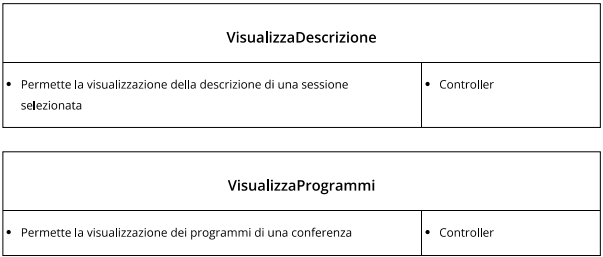 VisualizzaDescrizione
• Permette la visualizzazione della descrizione di una sessione
selezionata
• Controller
VisualizzaProgrammi
• Permette la visualizzazione dei programmi di una conferenza
• Controller